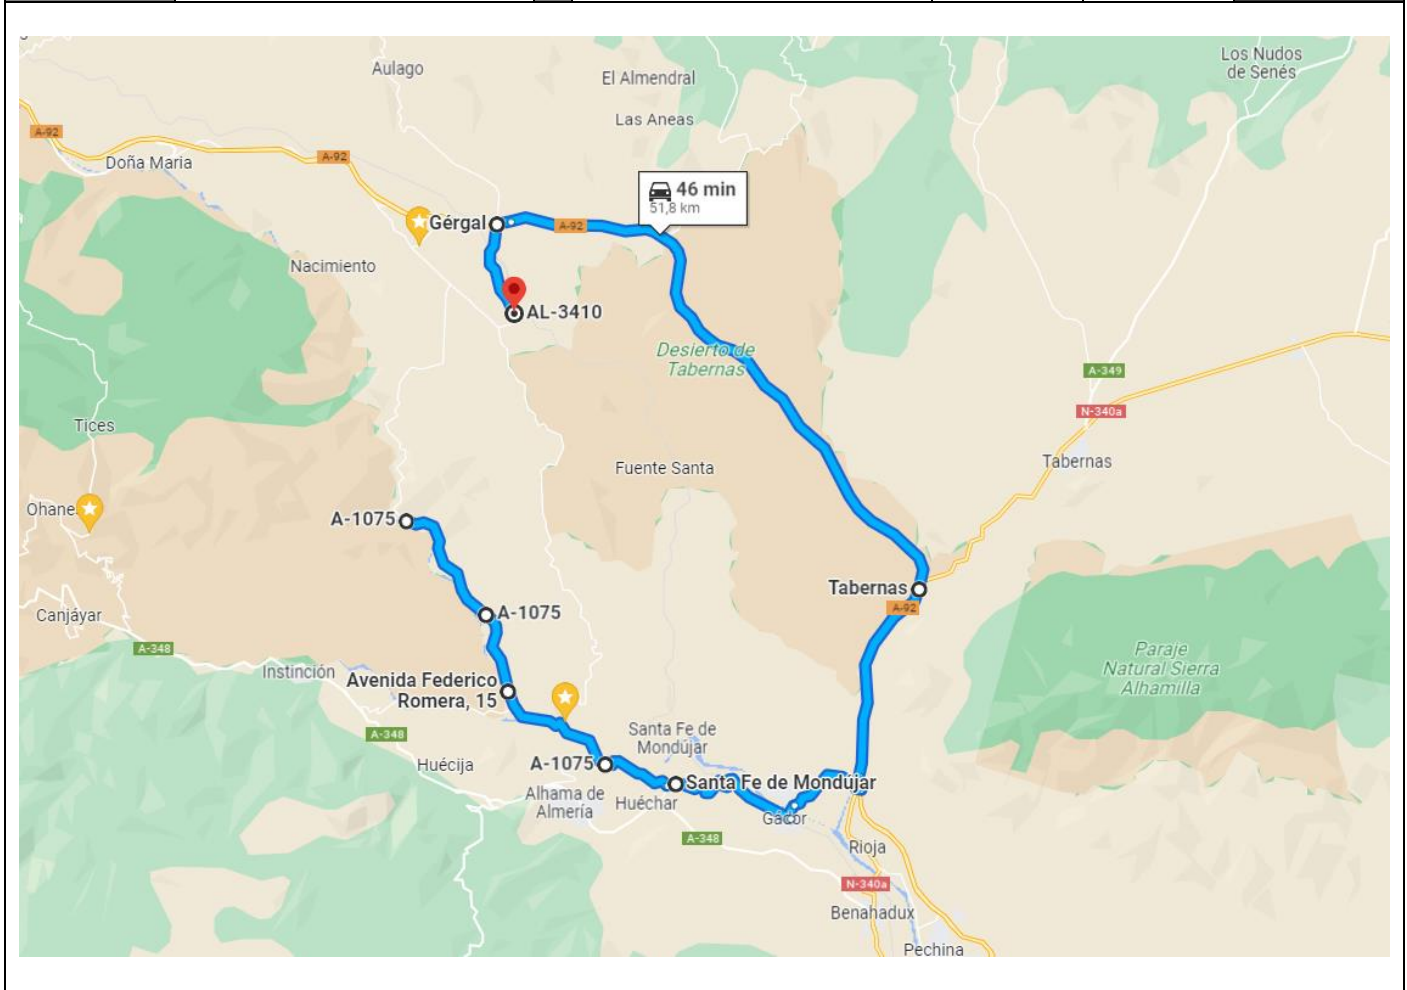 Los Nudos
de Senés
Aulago
El Almendral
Las Aneas
A-92
A-92
Doña Maria
46 min
51,8 km
Gérgal
A-92
Nacimiento
AL-3410
Desierto de
Tabernas
A-349
N-340a
Tices
Tabernas
Fuente Santa
Ohanes
A-1075
Tabernas
A-92
Canjáyar
A-1075
A-348
Instinción
Paraje
Natural Sierra
Alhamilla
Avenida Federico
Romera, 15
A-348
Santa Fe de
Mondújar
Huécija
A-1075
Santa Fe de Mondújar
Alhama de
Almería
Huéchar
Gádor
A-348
Rioja
N-340a
Benahadux
Pechina